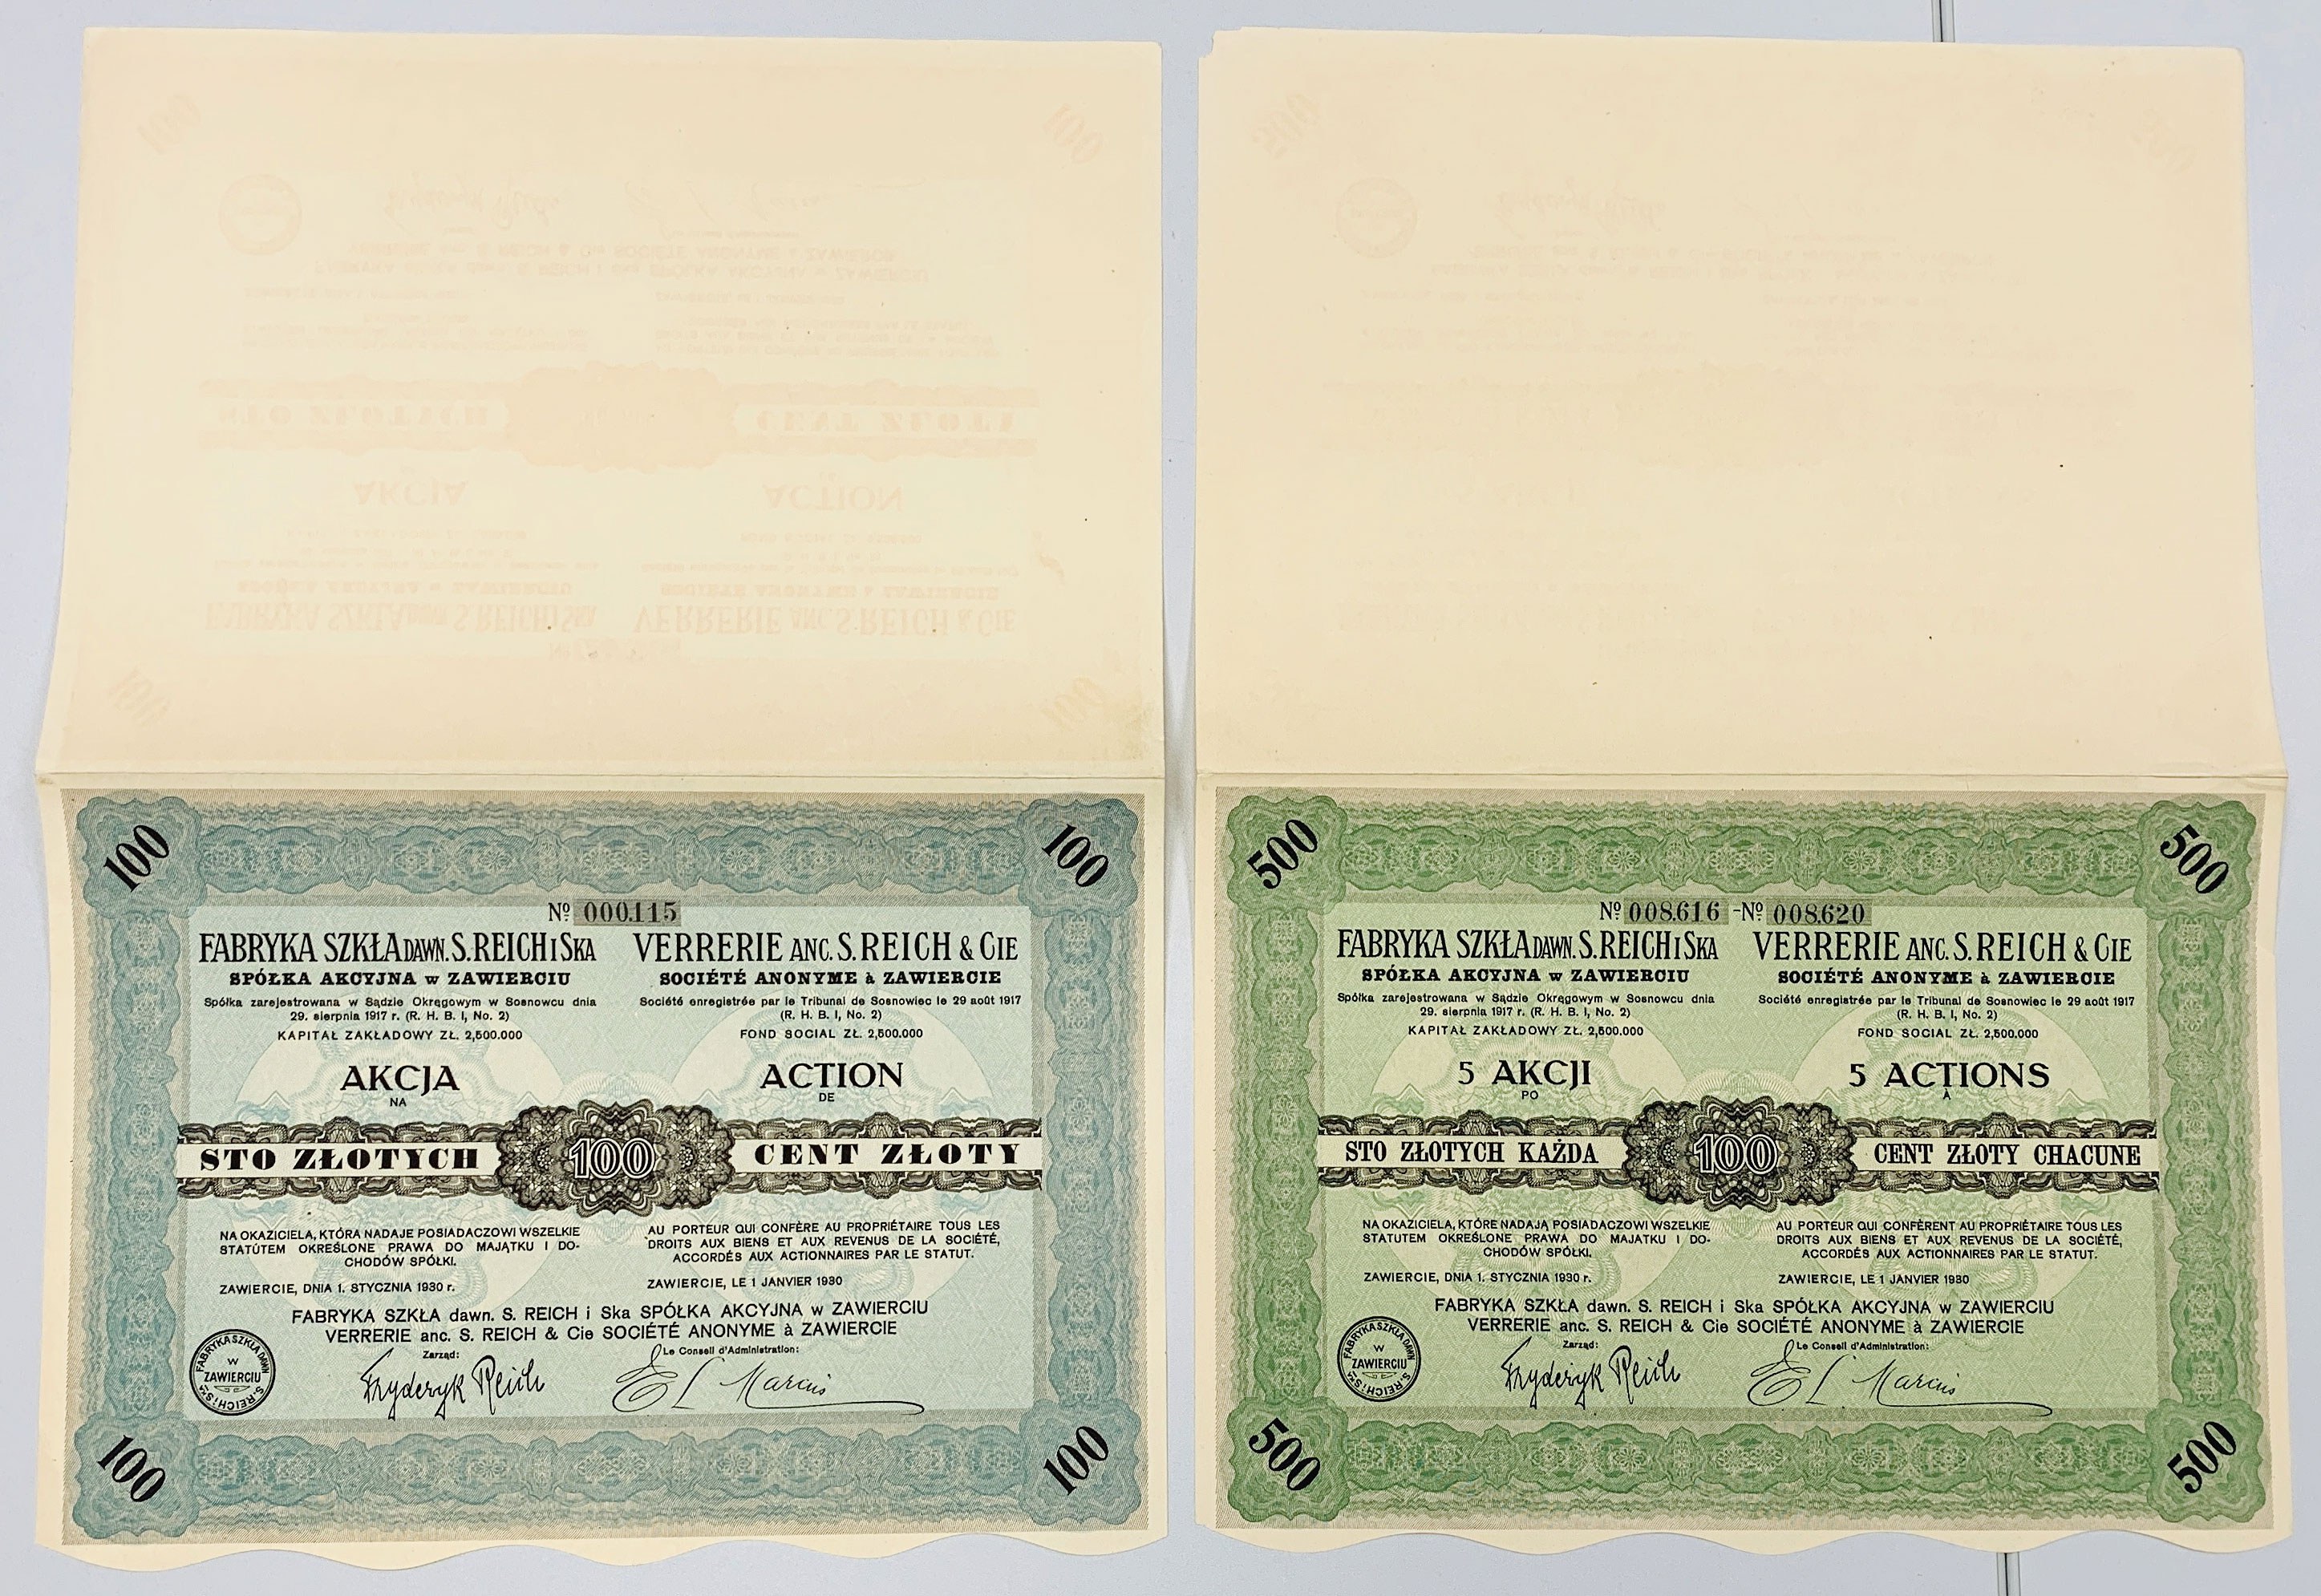 100
100
Nº 000.115
FABRYKA SZKŁA DAWN. S. REICH I SKA
SPÓŁKA AKCYJNA w ZAWIERCIU
Spółka zarejestrowana w Sądzie Okręgowym w Sosnowcu dnia
29. sierpnia 1917 r. (R. H. B. I, No. 2)
KAPITAŁ ZAKŁADOWY ZŁ. 2,500.000
AKCJA
NA
STO ZŁOTYCH
VERRERIE ANC. S. REICH & CIE
SOCIÉTÉ ANONYME à ZAWIERCIE
Société enregistrée par le Tribunal de Sosnowiec le 29 août 1917
(R. H. B. I, No. 2)
FOND SOCIAL ZŁ. 2,500.000
ACTION
DE
100
CENT ZŁOTY
NA OKAZICIELA, KTÓRA NADAJE POSIADACZOWI WSZELKIE
STATUTEM OKREŚLONE PRAWA DO MAJĄTKU I DO-
CHODÓW SPÓŁKI.
ZAWIERCIE, DNIA 1. STYCZNIA 1930 r.
AU PORTEUR QUI CONFÈRE AU PROPRIÉTAIRE TOUS LES
DROITS AUX BIENS ET AUX REVENUS DE LA SOCIÉTÉ,
ACCORDÉS AUX ACTIONNAIRES PAR LE STATUT.
ZAWIERCIE, LE 1 JANVIER 1930
FABRYKA SZKŁA dawn. S. REICH i Ska SPÓŁKA AKCYJNA w ZAWIERCIU
VERRERIE anc. S. REICH & Cie SOCIÉTÉ ANONYME à ZAWIERCIE
Zarząd:
Le Conseil d'Administration:
FABRYKA SZKŁA DAWN. S. REICH i Ska
W
ZAWIERCIU
Fryderyk Reich
E L Marcus
100
100
500
500
Nº 008.616 - Nº 008.620
FABRYKA SZKŁA DAWN. S. REICH I SKA
SPÓŁKA AKCYJNA w ZAWIERCIU
Spółka zarejestrowana w Sądzie Okręgowym w Sosnowcu dnia
29. sierpnia 1917 r. (R. H. B. I, No. 2)
KAPITAŁ ZAKŁADOWY ZŁ. 2,500.000
5 AKCJI
PO
STO ZŁOTYCH KAŻDA
VERRERIE ANC. S. REICH & CIE
SOCIÉTÉ ANONYME à ZAWIERCIE
Société enregistrée par le Tribunal de Sosnowiec le 29 août 1917
(R. H. B. I, No. 2)
FOND SOCIAL ZŁ. 2,500.000
5 ACTIONS
À
100
CENT ZŁOTY CHACUNE
NA OKAZICIELA, KTÓRE NADAJĄ POSIADACZOWI WSZELKIE
STATUTEM OKREŚLONE PRAWA DO MAJATKU I DO-
CHODÓW SPÓŁKI.
ZAWIERCIE, DNIA 1. STYCZNIA 1930 r.
AU PORTEUR QUI CONFÈRENT AU PROPRIÉTAIRE TOUS LES
DROITS AUX BIENS ET AUX REVENUS DE LA SOCIÉTÉ,
ACCORDÉS AUX ACTIONNAIRES PAR LE STATUT.
ZAWIERCIE, LE 1 JANVIER 1930
FABRYKA SZKŁA dawn. S. REICH i Ska SPÓŁKA AKCYJNA w ZAWIERCIU
VERRERIE anc. S. REICH & Cie SOCIÉTÉ ANONYME à ZAWIERCIE
Zarząd:
Le Conseil d'Administration:
FABRYKA SZKŁA DAWN. S. REICH i Ska
W
ZAWIERCIU
Fryderyk Reich
E L Marcus
500
500